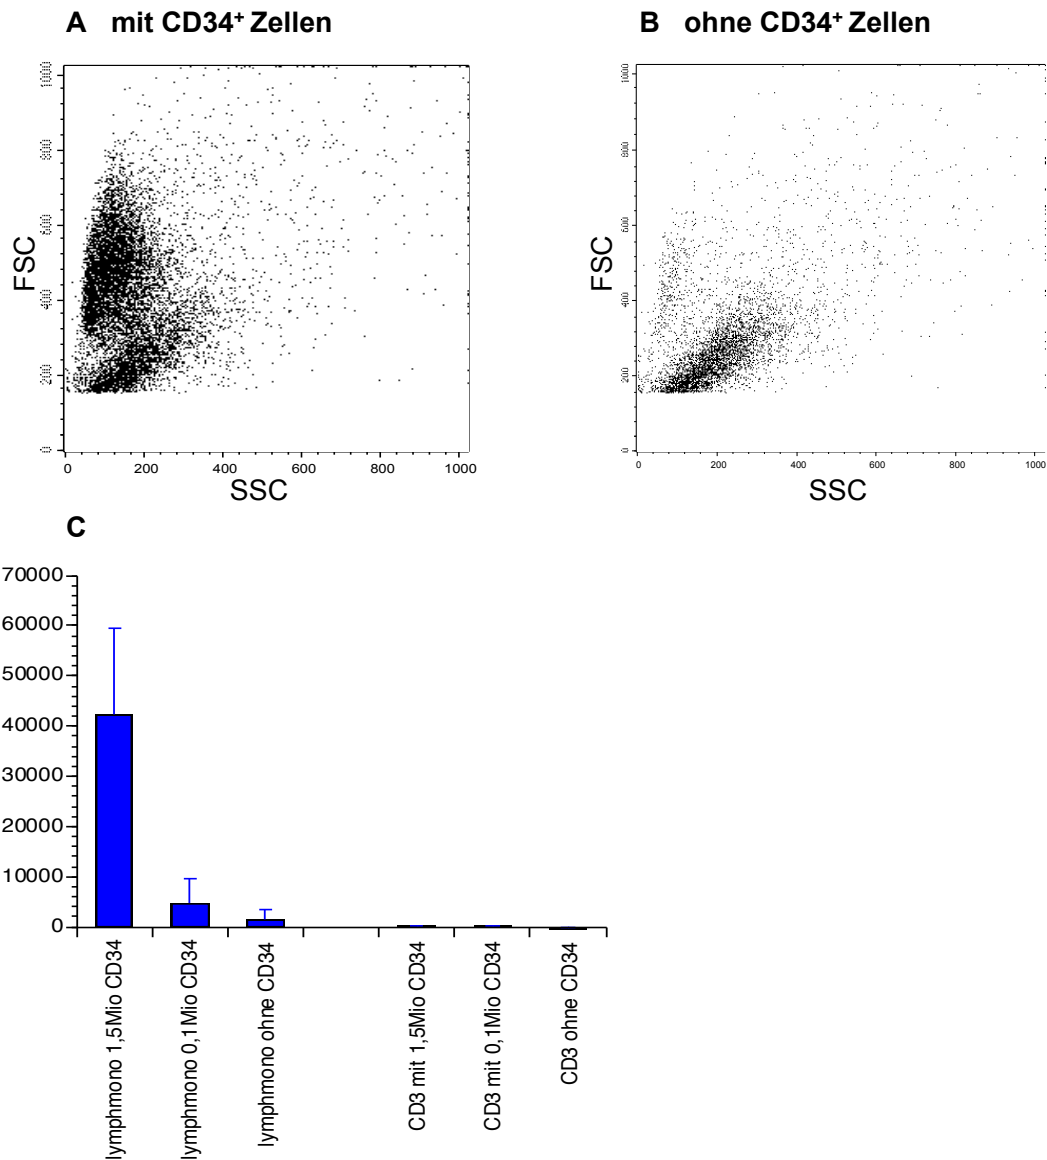 A mit CD34+ Zellen
B ohne CD34+ Zellen
1000
800
600
400
200
0
FSC
0 200 400 600 800 1000
SSC
1000
800
600
400
200
0
FSC
0 200 400 600 800 1000
SSC
C
70000
60000
50000
40000
30000
20000
10000
0
lymphmono 1,5Mio CD34
lymphmono 0,1Mio CD34
lymphmono ohne CD34
CD3 mit 1,5Mio CD34
CD3 mit 0,1Mio CD34
CD3 ohne CD34